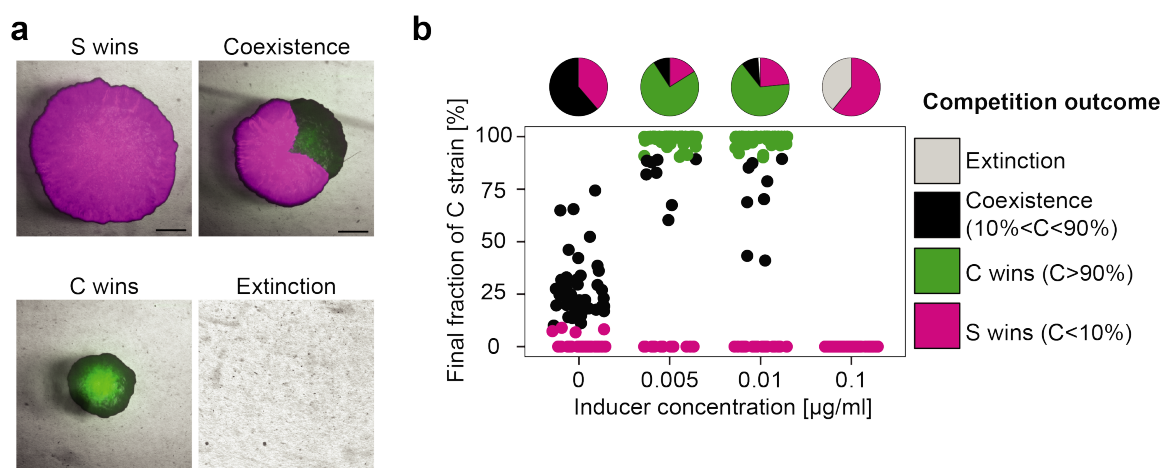 a
S wins
Coexistence
C wins
Extinction
b
Final fraction of C strain [%]
100
75
50
25
0
0
0.005
0.01
0.1
Inducer concentration [µg/ml]
Competition outcome
Extinction
Coexistence
(10%<C<90%)
C wins (C>90%)
S wins (C<10%)